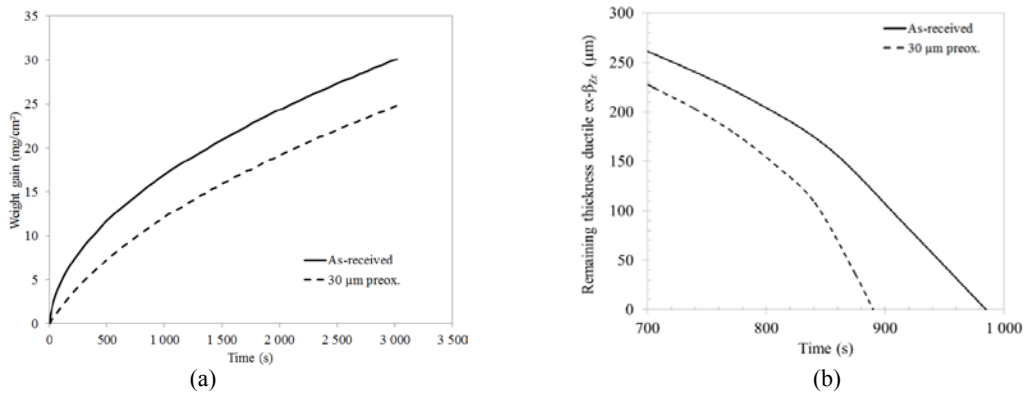 35
30
25
20
15
10
5
0
Weight gain (mg/cm²)
As-received
30 µm preox.
0
500
1 000
1 500
2 000
2 500
3 000
3 500
Time (s)
(a)
300
250
200
150
100
50
0
Remaining thickness ductile ex-βZr (µm)
As-received
30 µm preox.
700
800
900
1 000
Time (s)
(b)